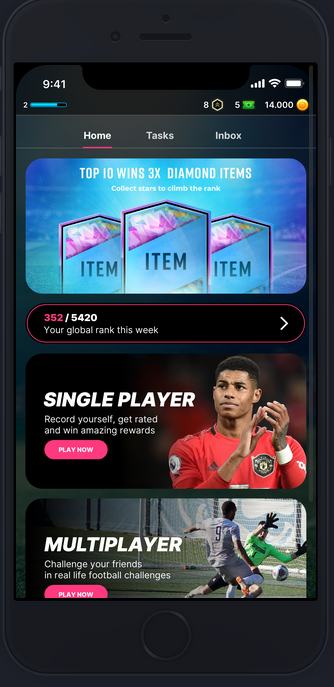 9:41
2
8
5
14.000
Home
Tasks
Inbox
TOP 10 WINS 3X DIAMOND ITEMS
Collect stars to climb the rank
ITEM
ITEM
ITEM
352 / 5420
Your global rank this week
SINGLE PLAYER
Record yourself, get rated
and win amazing rewards
PLAY NOW
MULTIPLAYER
Challenge your friends
in real life football challenges
PLAY NOW
9